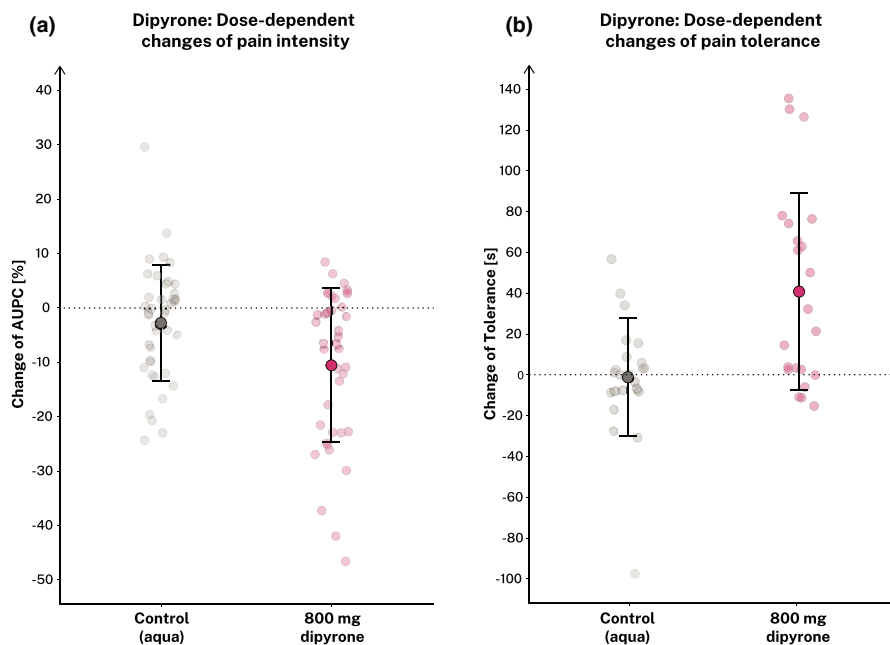 (a)
Dipyrone: Dose-dependent
changes of pain intensity
Change of AUPC [%]
40
30
20
10
0
-10
-20
-30
-40
-50
Control
(aqua)
800 mg
dipyrone
(b)
Dipyrone: Dose-dependent
changes of pain tolerance
Change of Tolerance [s]
140
120
100
80
60
40
20
0
-20
-40
-60
-80
-100
Control
(aqua)
800 mg
dipyrone